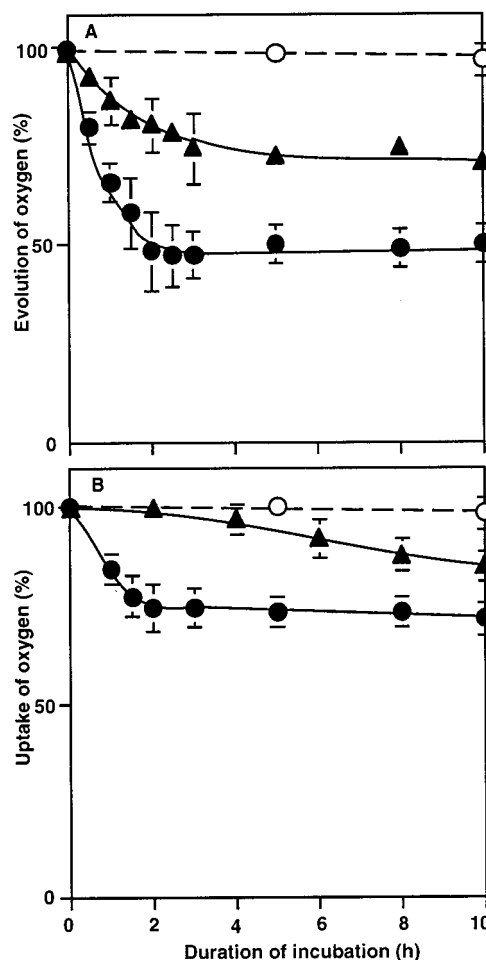 A
100
50
0
Evolution of oxygen (%)
B
100
50
0
Uptake of oxygen (%)
0 2 4 6 8 10
Duration of incubation (h)